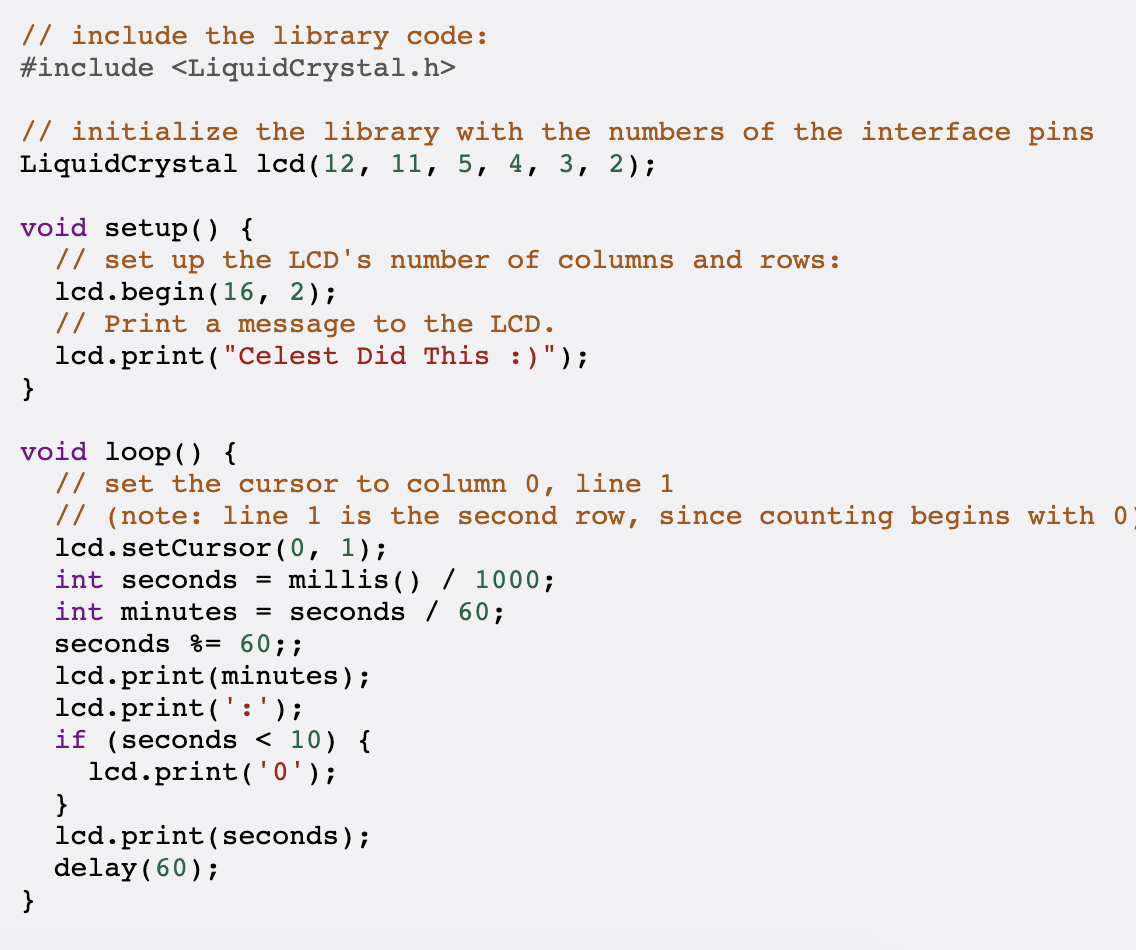 // include the library code:
#include <LiquidCrystal.h>

// initialize the library with the numbers of the interface pins
LiquidCrystal lcd(12, 11, 5, 4, 3, 2);

void setup() {
  // set up the LCD's number of columns and rows:
  lcd.begin(16, 2);
  // Print a message to the LCD.
  lcd.print("Celest Did This :)");
}

void loop() {
  // set the cursor to column 0, line 1
  // (note: line 1 is the second row, since counting begins with 0)
  lcd.setCursor(0, 1);
  int seconds = millis() / 1000;
  int minutes = seconds / 60;
  seconds %= 60;;
  lcd.print(minutes);
  lcd.print(':');
  if (seconds < 10) {
    lcd.print('0');
  }
  lcd.print(seconds);
  delay(60);
}